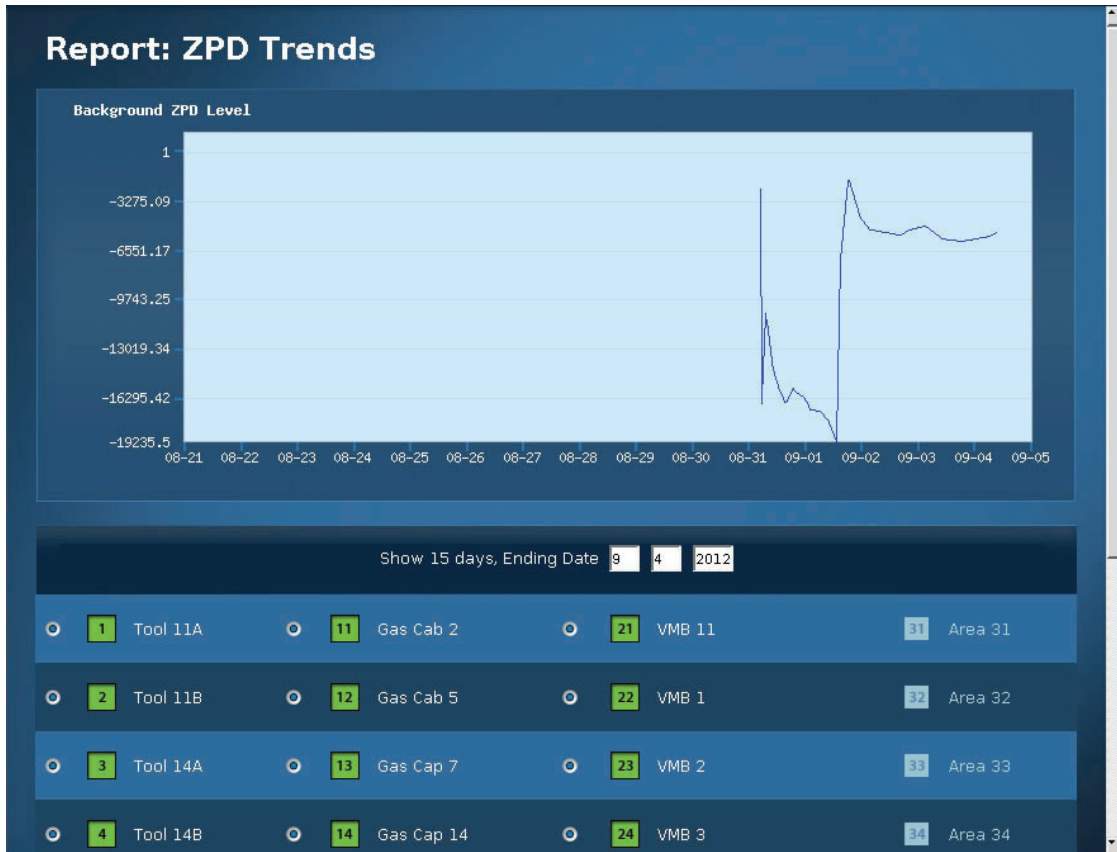 Report: ZPD Trends
Background ZPD Level
1
-3275.09
-6551.17
-9743.25
-13019.34
-16295.42
-19235.5
08-21 08-22 08-23 08-24 08-25 08-26 08-27 08-28 08-29 08-30 08-31 09-01 09-02 09-03 09-04 09-05
Show 15 days, Ending Date 9 4 2012
1 Tool 11A 11 Gas Cab 2 21 VMB 11 31 Area 31
2 Tool 11B 12 Gas Cab 5 22 VMB 1 32 Area 32
3 Tool 14A 13 Gas Cap 7 23 VMB 2 33 Area 33
4 Tool 14B 14 Gas Cap 14 24 VMB 3 34 Area 34